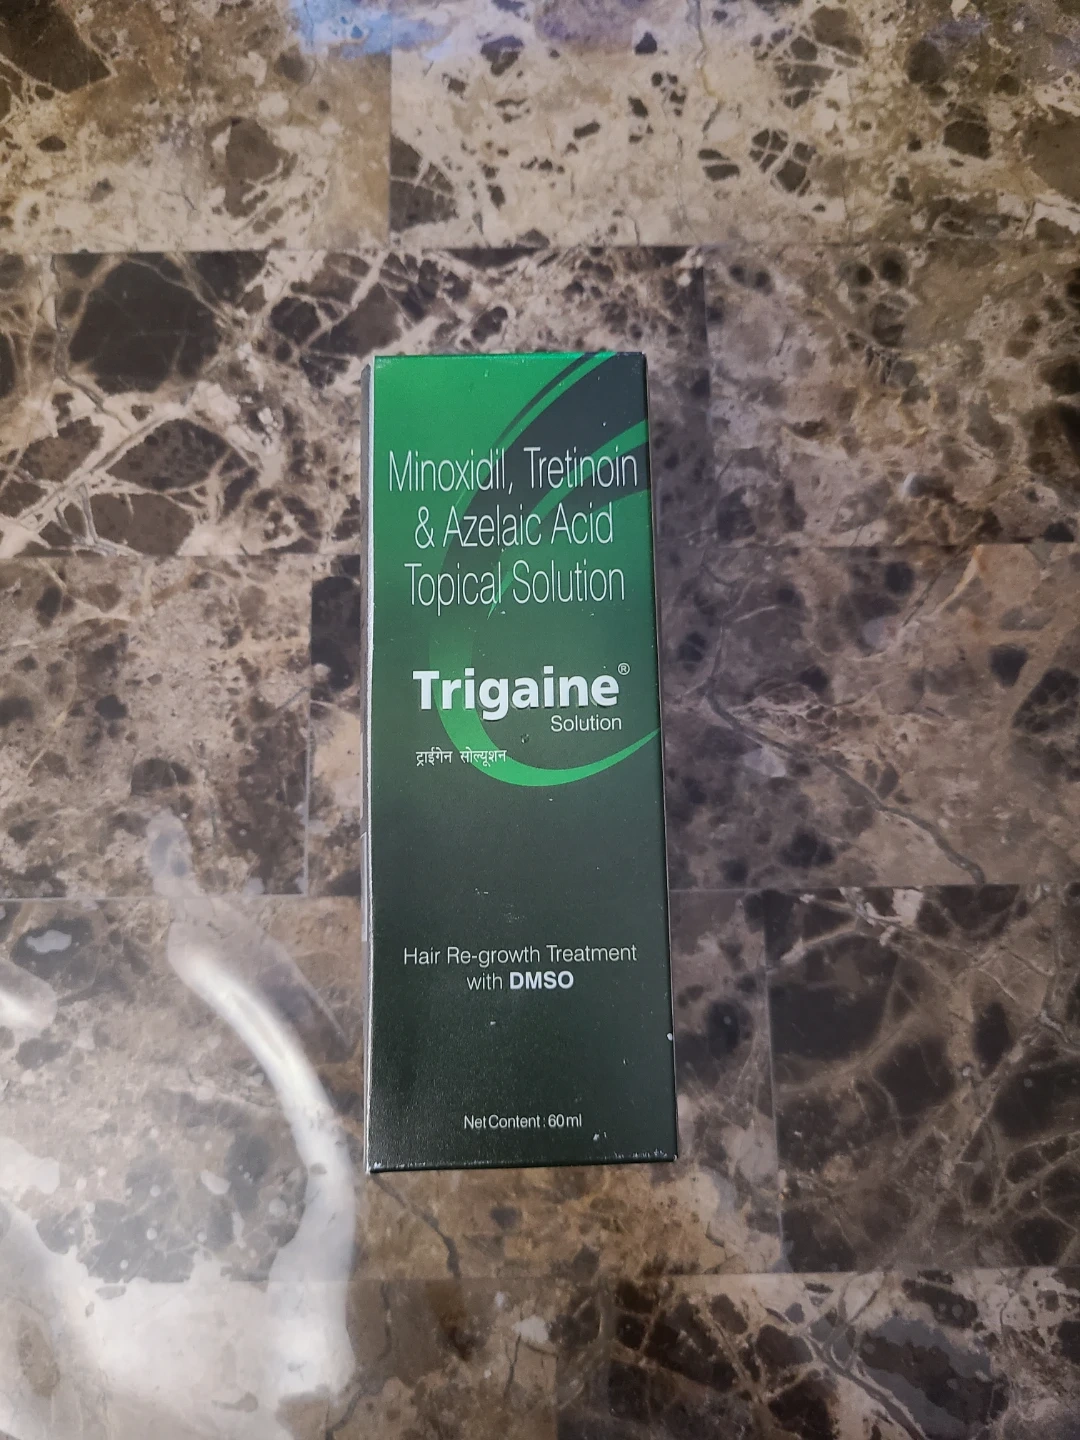 Minoxidil, Tretinoin
& Azelaic Acid
Topical Solution
Trigaine®
Solution
ट्राईगेन सोल्यूशन
Hair Re-growth Treatment
with DMSO
Net Content : 60 ml